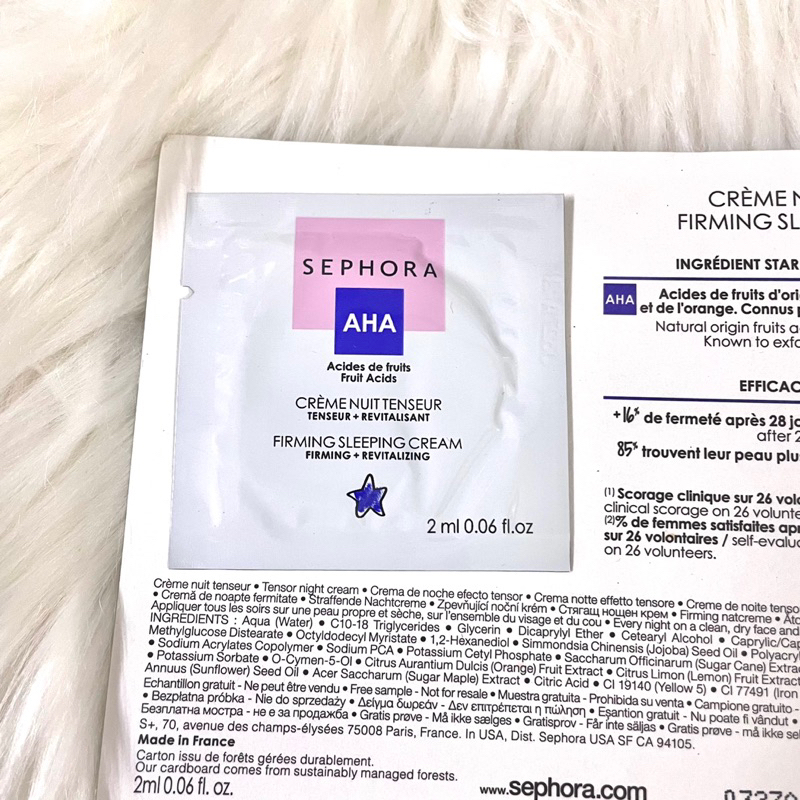 SEPHORA
AHA
Acides de fruits
Fruit Acids
CRÈME NUIT TENSEUR
TENSEUR + REVITALISANT
FIRMING SLEEPING CREAM
FIRMING + REVITALIZING
2 ml 0.06 fl.oz
CRÈME N
FIRMING SL
INGRÉDIENT STAR
AHA
Acides de fruits d'ori
et de l'orange. Connus p
Natural origin fruits a
Known to exfo
EFFICAC
+16% de fermeté après 28 jo
after 2
85% trouvent leur peau plu
(1) Scorage clinique sur 26 volo
clinical scorage on 26 volunte
(2)% de femmes satisfaites apr
sur 26 volontaires / self-evalua
on 26 volunteers.
Crème nuit tenseur • Tensor night cream • Crema de noche efecto tensor • Crema notte effetto tensore • Creme de noite tenso
• Cremă de noapte fermitate • Straffende Nachtcreme • Zpevňující noční krém • Стягащ нощен крем • Firming natcreme • Åto
Appliquer tous les soirs sur une peau propre et sèche, sur l'ensemble du visage et du cou • Every night on a clean, dry face and
INGREDIENTS : Aqua (Water) • C10-18 Triglycerides • Glycerin • Dicaprylyl Ether • Cetearyl Alcohol • Caprylic/Cap
Methylglucose Distearate • Octyldodecyl Myristate • 1,2-Hexanediol • Simmondsia Chinensis (Jojoba) Seed Oil • Polyacryl
• Sodium Acrylates Copolymer • Sodium PCA • Potassium Cetyl Phosphate • Saccharum Officinarum (Sugar Cane) Extra
• Potassium Sorbate • O-Cymen-5-Ol • Citrus Aurantium Dulcis (Orange) Fruit Extract • Citrus Limon (Lemon) Fruit Extrac
Annuus (Sunflower) Seed Oil • Acer Saccharum (Sugar Maple) Extract • Citric Acid • CI 19140 (Yellow 5) • CI 77491 (Iron
Echantillon gratuit - Ne peut être vendu • Free sample - Not for resale • Muestra gratuita - Prohibida su venta • Campione gratuito -
• Bezplatna próbka - Nie do sprzedaży • Δείγμα δωρεάν - Δεν επιτρέπεται η πώληση • Eşantion gratuit - Nu poate fi vândut •
Безплатна мостра - не е за продажба • Gratis prøve - Må ikke sælges • Gratisprov - Får inte säljas • Gratis prøve - må ikke sel
S+, 70, avenue des champs-élysées 75008 Paris, France. In USA, Dist. Sephora USA SF CA 94105.
Made in France
Carton issu de forêts gérées durablement.
Our cardboard comes from sustainably managed forests.
2ml 0.06 fl. oz.
www.sephora.com